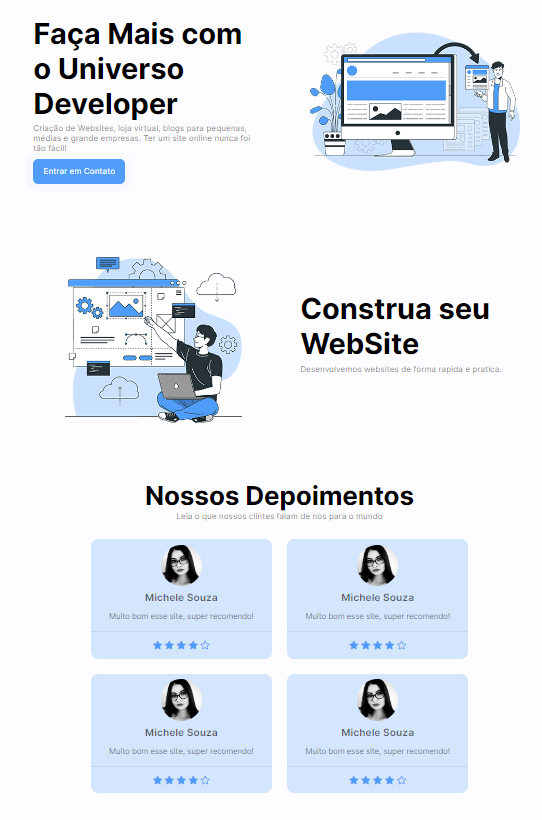 Faça Mais com
o Universo
Developer
Criação de Websites, loja virtual, blogs para pequenas,
médias e grande empresas. Ter um site online nunca foi
tão fácil!
Entrar em Contato
Construa seu
WebSite
Desenvolvemos websites de forma rapida e pratica.
Nossos Depoimentos
Leia o que nossos clintes falam de nos para o mundo
Michele Souza
Muito bom esse site, super recomendo!
Michele Souza
Muito bom esse site, super recomendo!
Michele Souza
Muito bom esse site, super recomendo!
Michele Souza
Muito bom esse site, super recomendo!